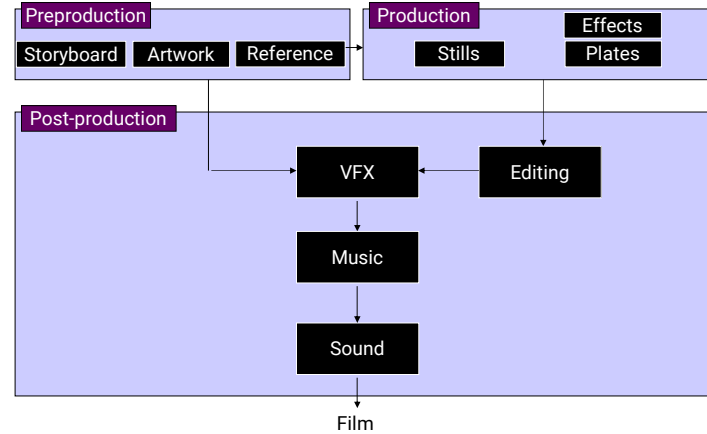 Preproduction
Storyboard
Artwork
Reference
Production
Effects
Stills
Plates
Post-production
VFX
Editing
Music
Sound
Film